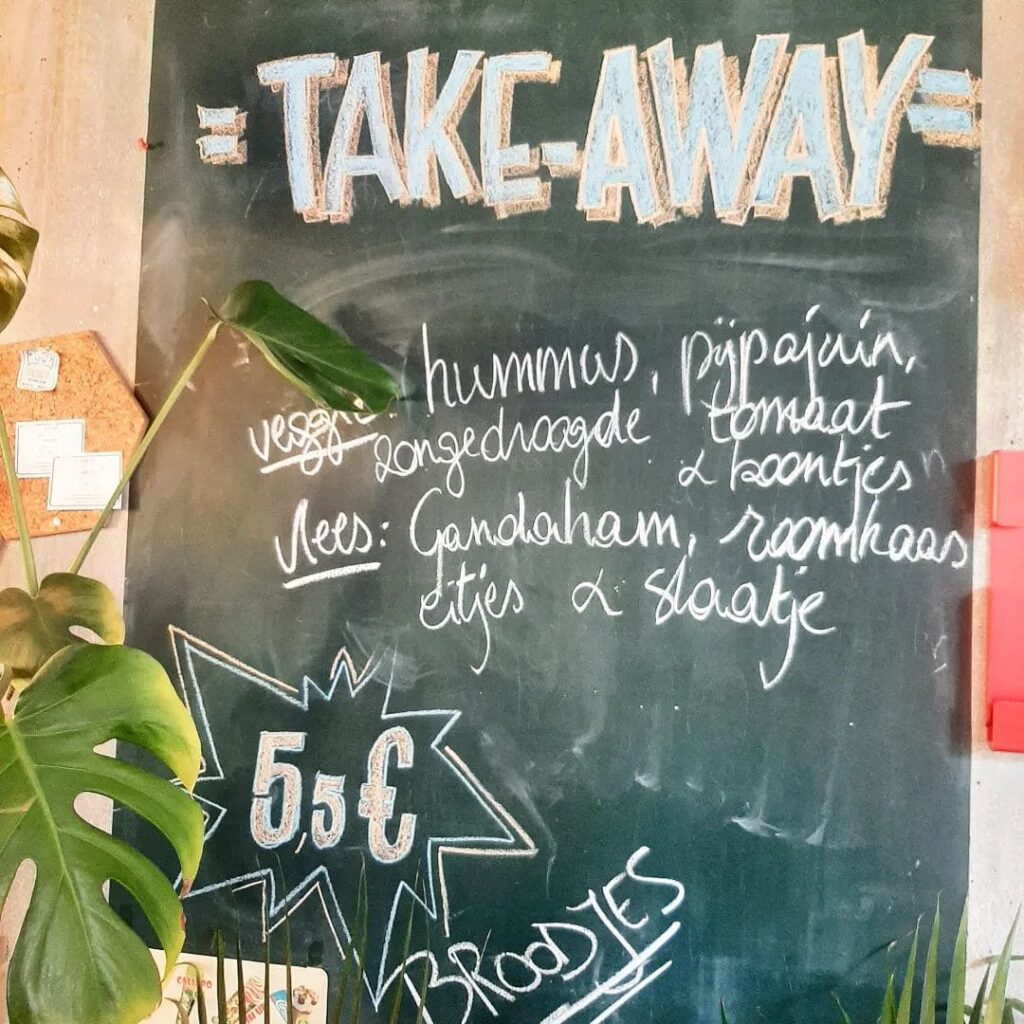 = TAKE-AWAY =
veggie: hummus, pijpajuin,
zongedroogde tomaat
& boontjes
vlees: Gandaham, roomkaas
eitjes & slaatje
5,5€
BROODJES